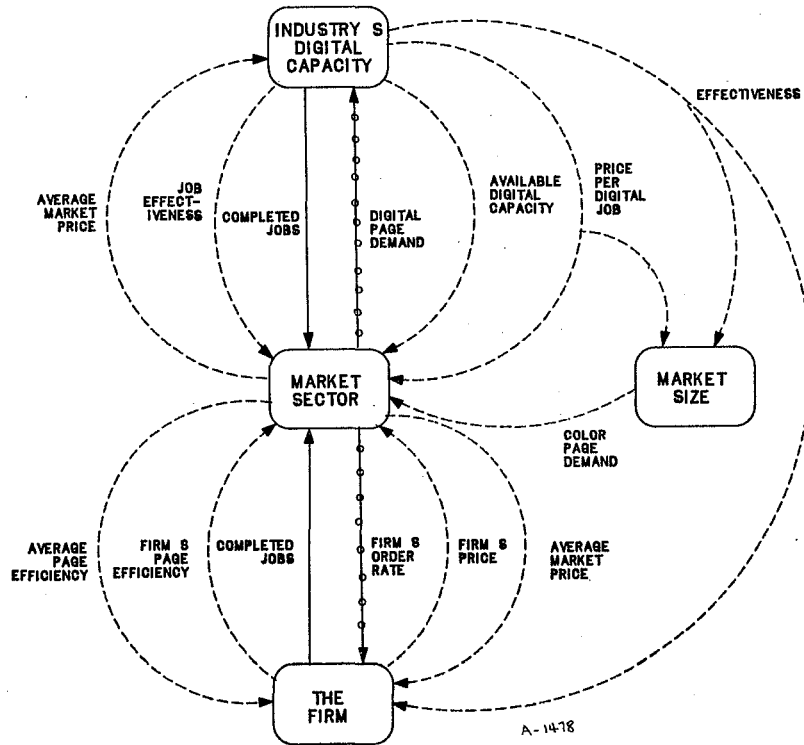 INDUSTRY S
DIGITAL
CAPACITY
EFFECTIVENESS
AVERAGE
MARKET
PRICE
JOB
EFFECT-
IVENESS
COMPLETED
JOBS
DIGITAL
PAGE
DEMAND
AVAILABLE
DIGITAL
CAPACITY
PRICE
PER
DIGITAL
JOB
MARKET
SECTOR
MARKET
SIZE
COLOR
PAGE
DEMAND
AVERAGE
PAGE
EFFICIENCY
FIRM S
PAGE
EFFICIENCY
COMPLETED
JOBS
FIRM S
ORDER
RATE
FIRM S
PRICE
AVERAGE
MARKET
PRICE
THE
FIRM
A-1478